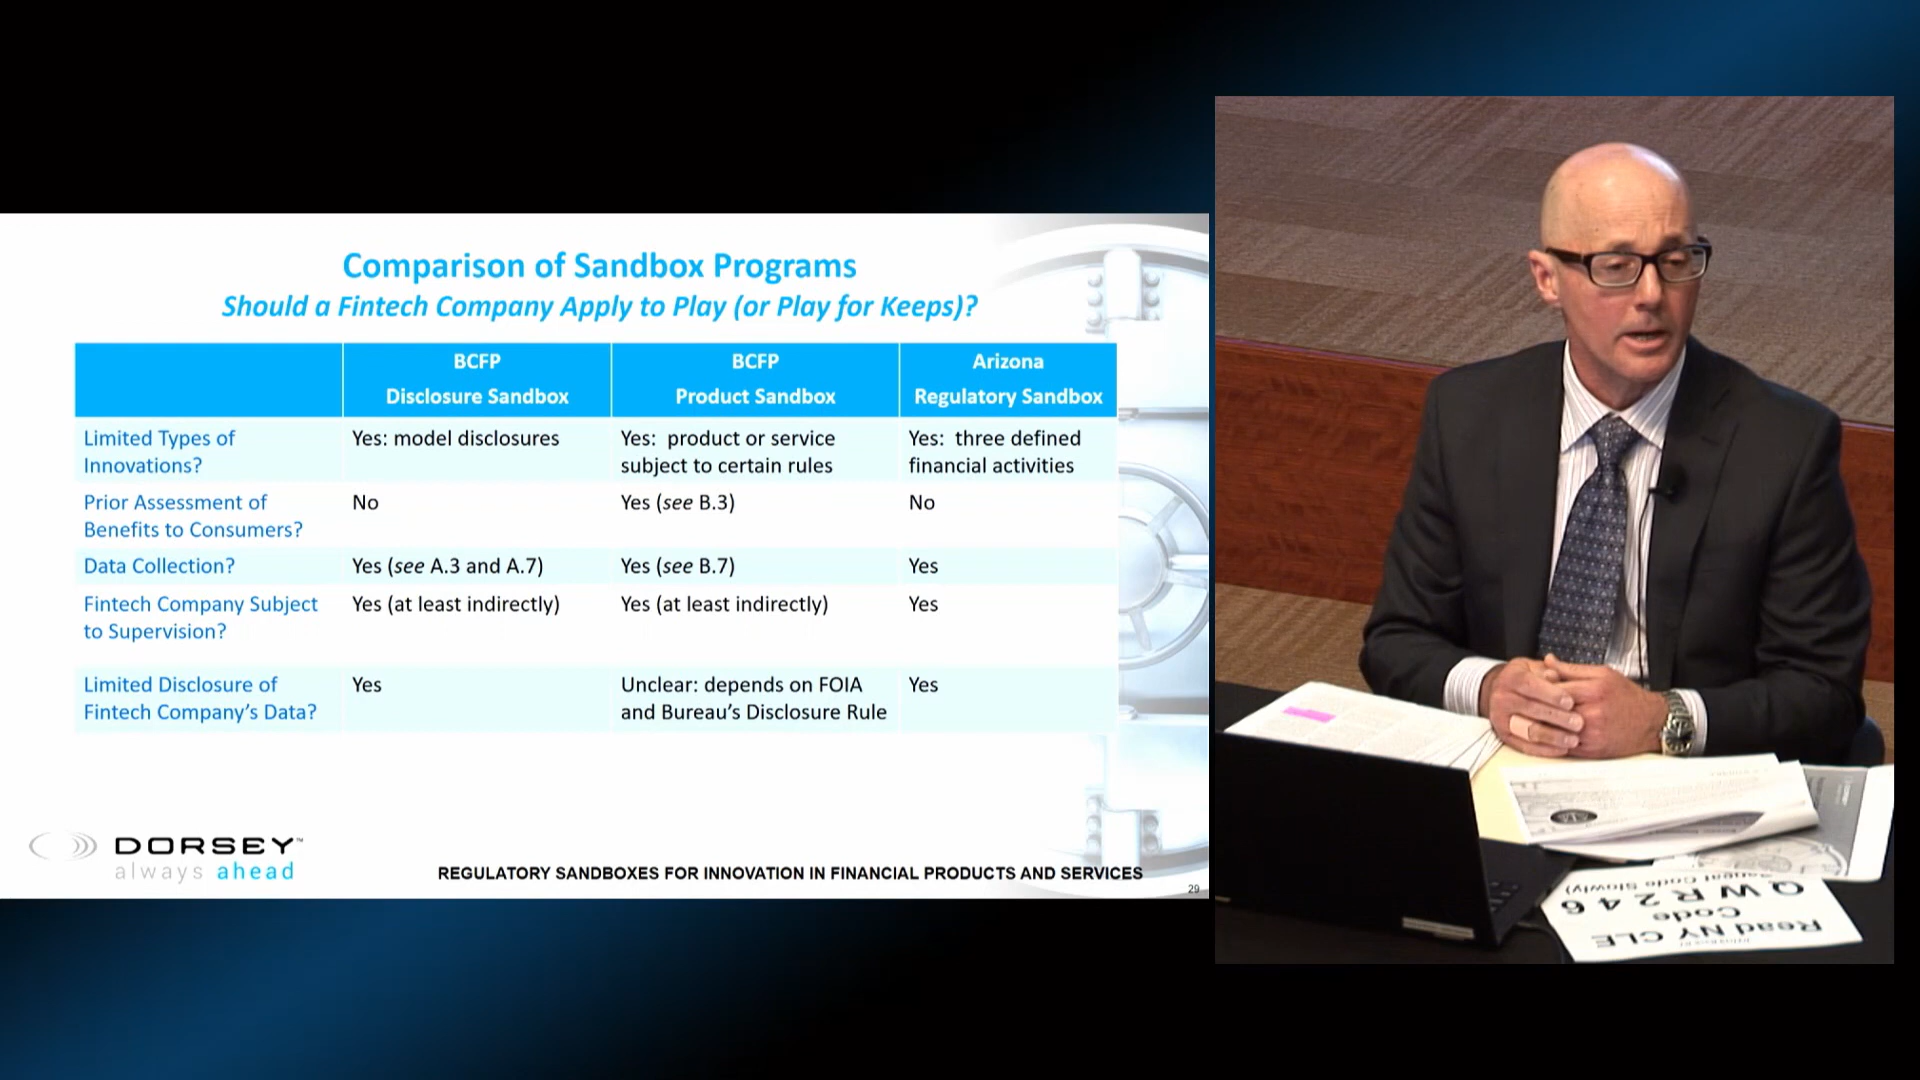 Comparison of Sandbox Programs
Should a Fintech Company Apply to Play (or Play for Keeps)?
BCFP
Disclosure Sandbox
BCFP
Product Sandbox
Arizona
Regulatory Sandbox
Limited Types of
Innovations?
Yes: model disclosures
Yes: product or service
subject to certain rules
Yes: three defined
financial activities
Prior Assessment of
Benefits to Consumers?
No
Yes (see B.3)
No
Data Collection?
Yes (see A.3 and A.7)
Yes (see B.7)
Yes
Fintech Company Subject
to Supervision?
Yes (at least indirectly)
Yes (at least indirectly)
Yes
Limited Disclosure of
Fintech Company's Data?
Yes
Unclear: depends on FOIA
and Bureau's Disclosure Rule
Yes
DORSEY™
always ahead
REGULATORY SANDBOXES FOR INNOVATION IN FINANCIAL PRODUCTS AND SERVICES
29
Read NY CLE
Code
QWR246
Code Slowly)